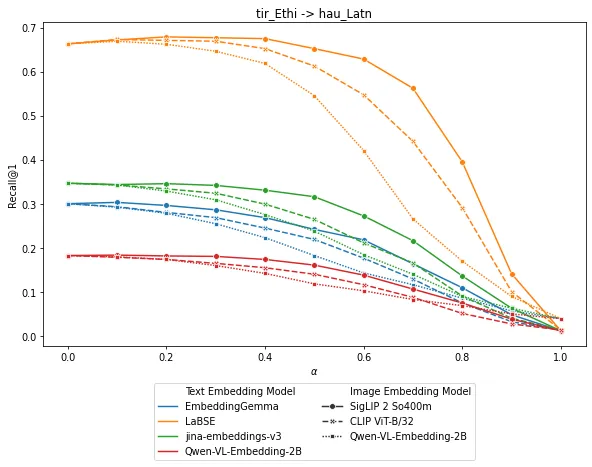 tir_Ethi -> hau_Latn
Recall@1
0.7
0.6
0.5
0.4
0.3
0.2
0.1
0.0
0.0 0.2 0.4 0.6 0.8 1.0
α
Text Embedding Model
EmbeddingGemma
LaBSE
jina-embeddings-v3
Qwen-VL-Embedding-2B
Image Embedding Model
SigLIP 2 So400m
CLIP ViT-B/32
Qwen-VL-Embedding-2B